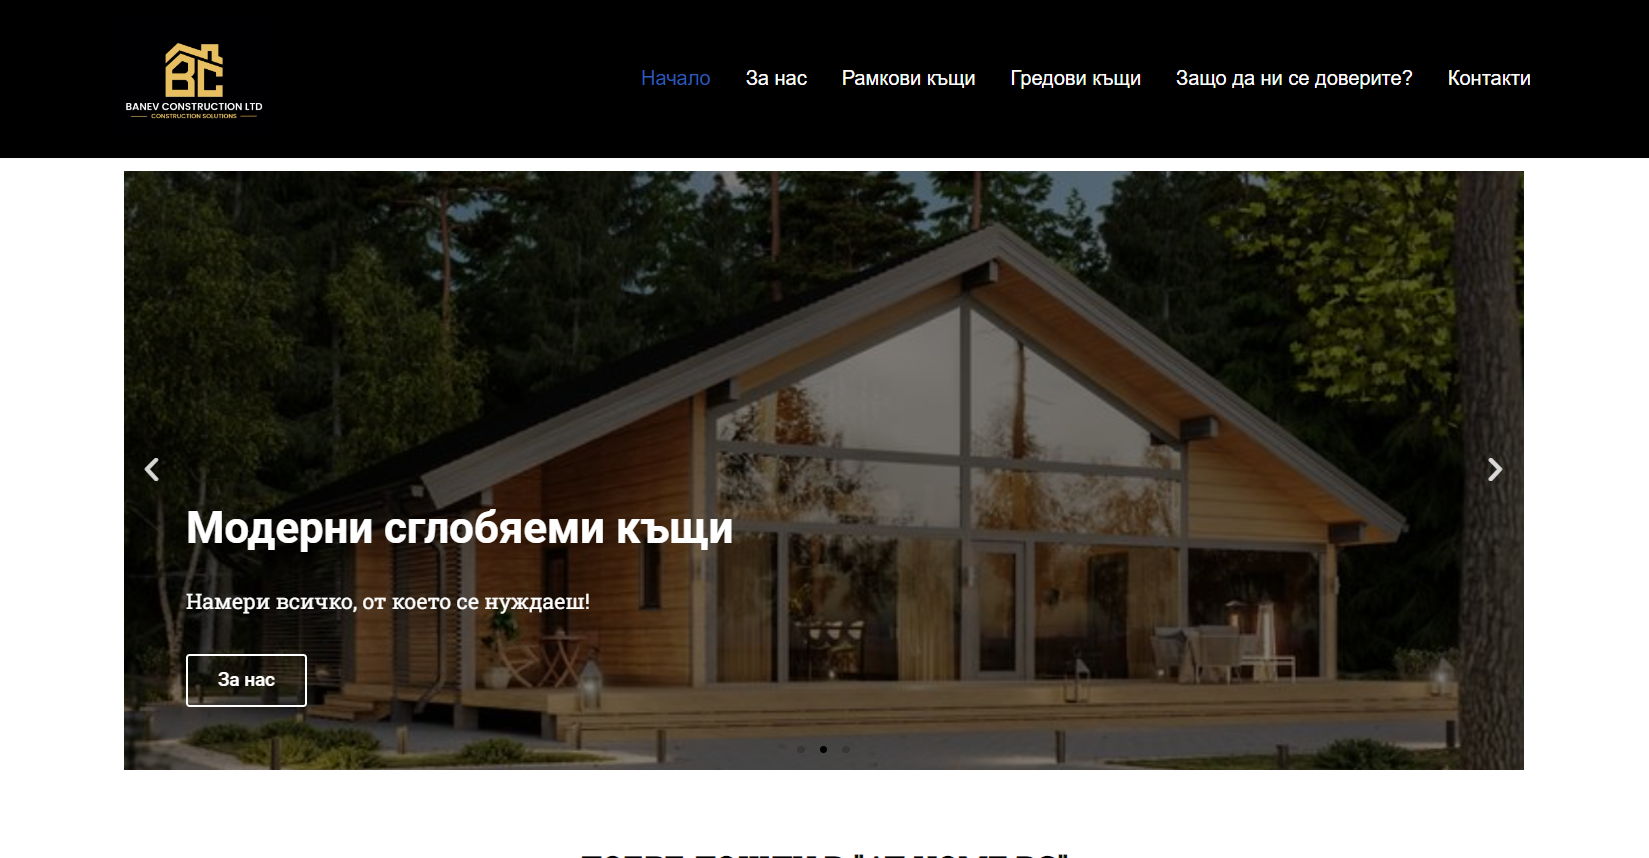 BC
BANEV CONSTRUCTION LTD
CONSTRUCTION SOLUTIONS
Начало За нас Рамкови къщи Гредови къщи Защо да ни се доверите? Контакти
Модерни сглобяеми къщи
Намери всичко, от което се нуждаеш!
За нас